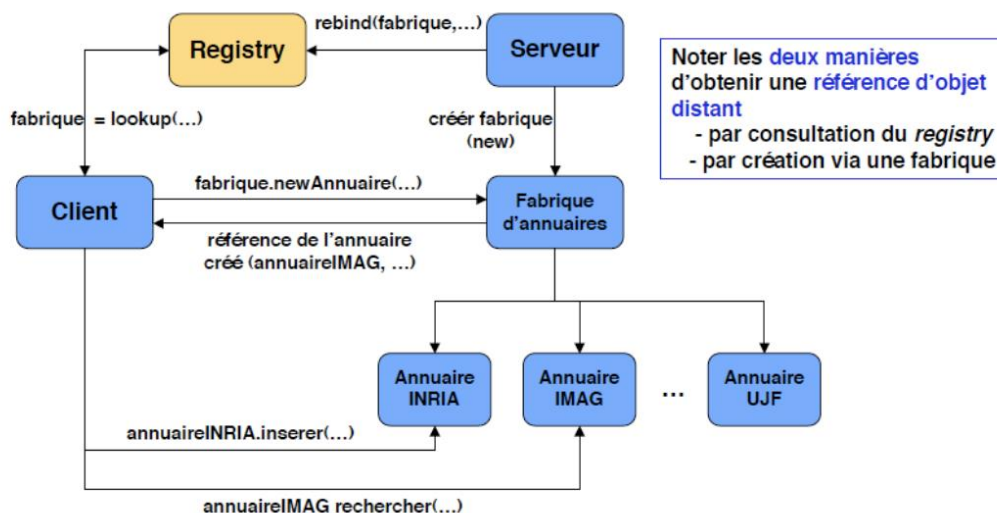 rebind(fabrique,...)
Registry
Serveur
Noter les deux manières
d'obtenir une référence d'objet
distant
- par consultation du registry
- par création via une fabrique
fabrique = lookup(...)
créér fabrique
(new)
fabrique.newAnnuaire(...)
Client
Fabrique
d'annuaires
référence de l'annuaire
créé (annuaireIMAG, ...)
Annuaire
INRIA
Annuaire
IMAG
...
Annuaire
UJF
annuaireINRIA.inserer(...)
annuaireIMAG rechercher(...)